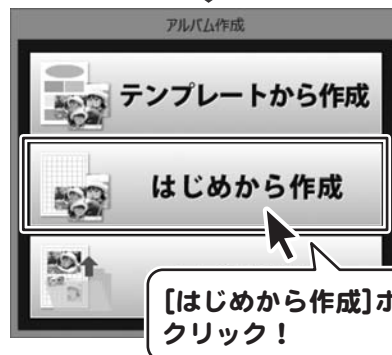 アルバム作成
テンプレートから作成
はじめから作成
[はじめから作成]ボ
クリック！